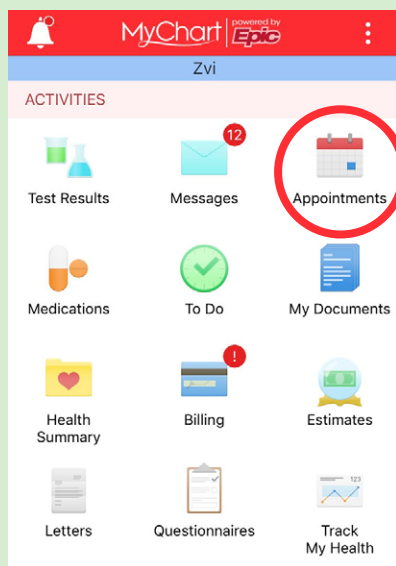 MyChart powered by Epic
Zvi
ACTIVITIES
12
Test Results Messages Appointments
Medications To Do My Documents
!
Health Summary Billing Estimates
123
Letters Questionnaires Track My Health